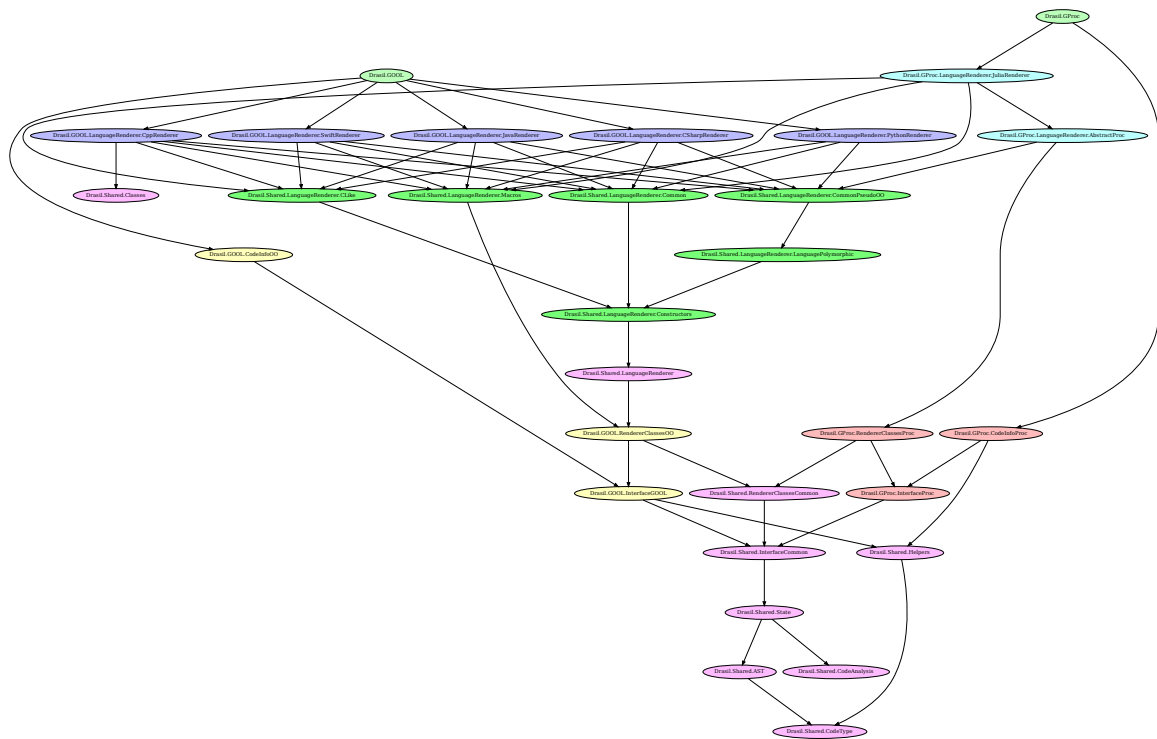 Drasil.GProc
Drasil.GOOL
Drasil.GProc.LanguageRenderer.JuliaRenderer
Drasil.GOOL.LanguageRenderer.CppRenderer
Drasil.GOOL.LanguageRenderer.SwiftRenderer
Drasil.GOOL.LanguageRenderer.JavaRenderer
Drasil.GOOL.LanguageRenderer.CSharpRenderer
Drasil.GOOL.LanguageRenderer.PythonRenderer
Drasil.GProc.LanguageRenderer.AbstractProc
Drasil.Shared.Classes
Drasil.Shared.LanguageRenderer.CLike
Drasil.Shared.LanguageRenderer.Macros
Drasil.Shared.LanguageRenderer.Common
Drasil.Shared.LanguageRenderer.CommonPseudoOO
Drasil.GOOL.CodeInfoOO
Drasil.Shared.LanguageRenderer.LanguagePolymorphic
Drasil.Shared.LanguageRenderer.Constructors
Drasil.Shared.LanguageRenderer
Drasil.GOOL.RendererClassesOO
Drasil.GProc.RendererClassesProc
Drasil.GProc.CodeInfoProc
Drasil.GOOL.InterfaceGOOL
Drasil.Shared.RendererClassesCommon
Drasil.GProc.InterfaceProc
Drasil.Shared.InterfaceCommon
Drasil.Shared.Helpers
Drasil.Shared.State
Drasil.Shared.AST
Drasil.Shared.CodeAnalysis
Drasil.Shared.CodeType